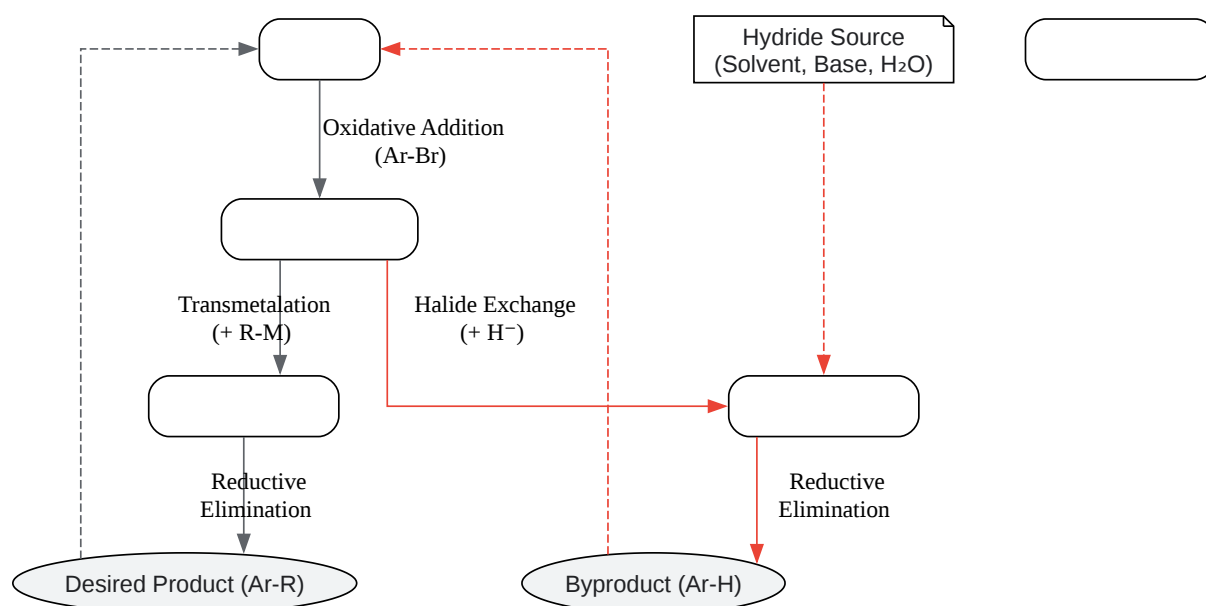 Hydride Source
(Solvent, Base, H₂O)
Oxidative Addition
(Ar-Br)
Transmetalation
(+ R-M)
Halide Exchange
(+ H⁻)
Reductive
Elimination
Reductive
Elimination
Desired Product (Ar-R)
Byproduct (Ar-H)